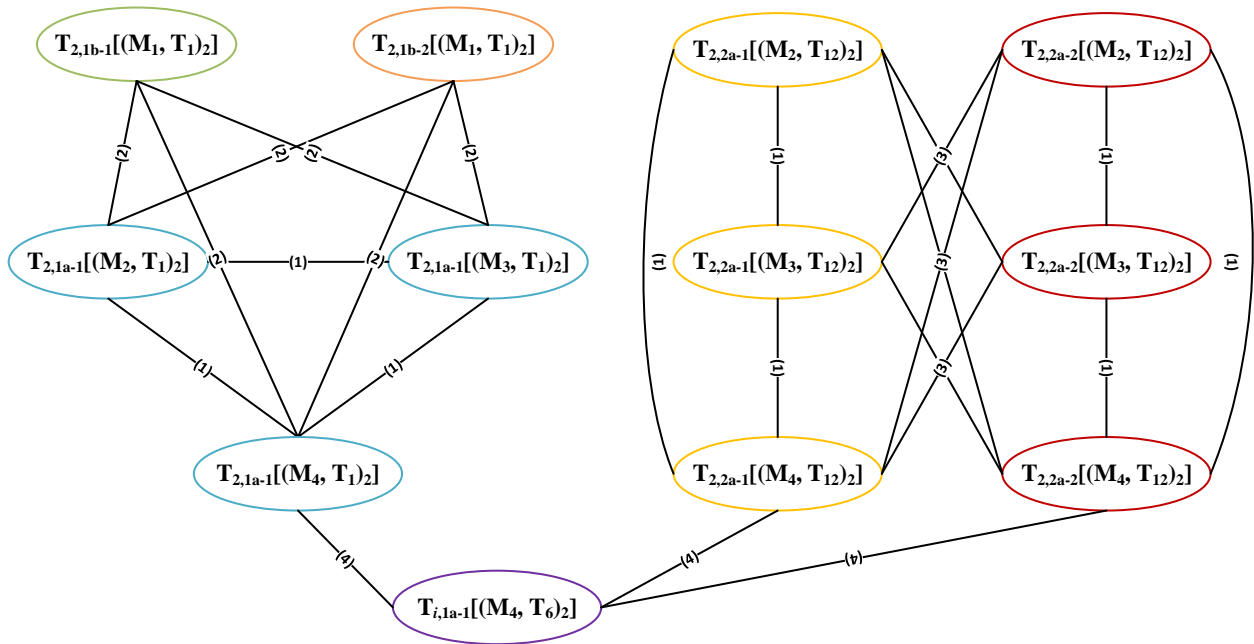 T2,1b-1[(M1, T1)2] T2,1b-2[(M1, T1)2] T2,2a-1[(M2, T12)2] T2,2a-2[(M2, T12)2]
(2) (2) (2) (2) (1) (3) (1)
T2,1a-1[(M2, T1)2] (2) (1) (2) T2,1a-1[(M3, T1)2] (1) T2,2a-1[(M3, T12)2] (3) T2,2a-2[(M3, T12)2] (1)
(1) (1) (1) (3) (1)
T2,1a-1[(M4, T1)2] T2,2a-1[(M4, T12)2] T2,2a-2[(M4, T12)2]
(4) (4) (4)
Ti,1a-1[(M4, T6)2]